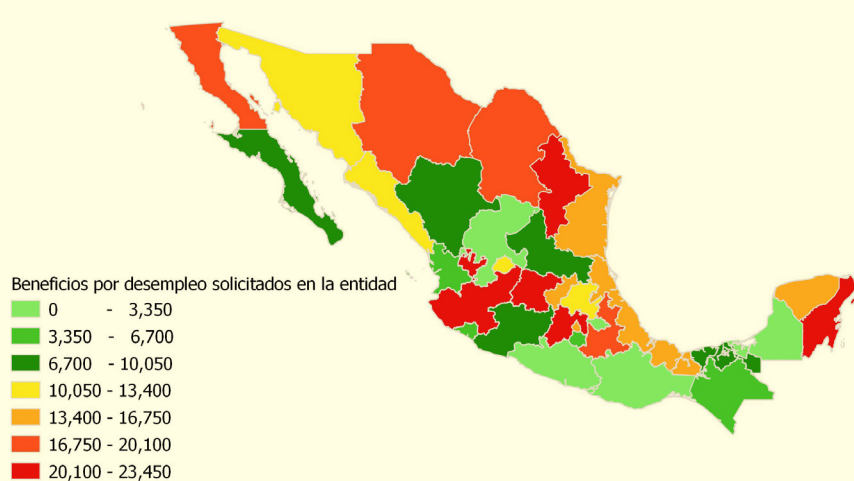 Beneficios por desempleo solicitados en la entidad
0 - 3,350
3,350 - 6,700
6,700 - 10,050
10,050 - 13,400
13,400 - 16,750
16,750 - 20,100
20,100 - 23,450